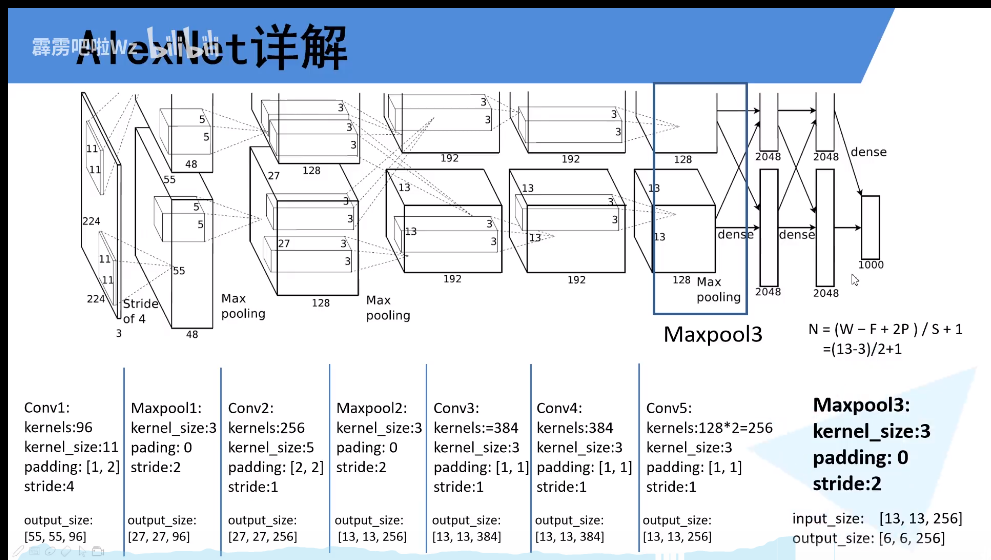 AlexNet详解
霹雳吧啦Wz bilibili
11
11
224
11
11
224
3
Stride
of 4
5
5
48
55
5
5
55
48
Max
pooling
3
3
3
128
27
3
3
27
3
3
128
Max
pooling
3
3
192
13
3
3
13
192
3
3
192
13
3
3
13
192
128
13
13
128
Max
pooling
dense
dense
dense
2048
2048
2048
2048
1000
Maxpool3
N = (W – F + 2P ) / S + 1
=(13-3)/2+1
Conv1:
kernels:96
kernel_size:11
padding: [1, 2]
stride:4
output_size:
[55, 55, 96]
Maxpool1:
kernel_size:3
pading: 0
stride:2
output_size:
[27, 27, 96]
Conv2:
kernels:256
kernel_size:5
padding: [2, 2]
stride:1
output_size:
[27, 27, 256]
Maxpool2:
kernel_size:3
pading: 0
stride:2
output_size:
[13, 13, 256]
Conv3:
kernels:=384
kernel_size:3
padding: [1, 1]
stride:1
output_size:
[13, 13, 384]
Conv4:
kernels:384
kernel_size:3
padding: [1, 1]
stride:1
output_size:
[13, 13, 384]
Conv5:
kernels:128*2=256
kernel_size:3
padding: [1, 1]
stride:1
output_size:
[13, 13, 256]
Maxpool3:
kernel_size:3
padding: 0
stride:2
input_size: [13, 13, 256]
output_size: [6, 6, 256]